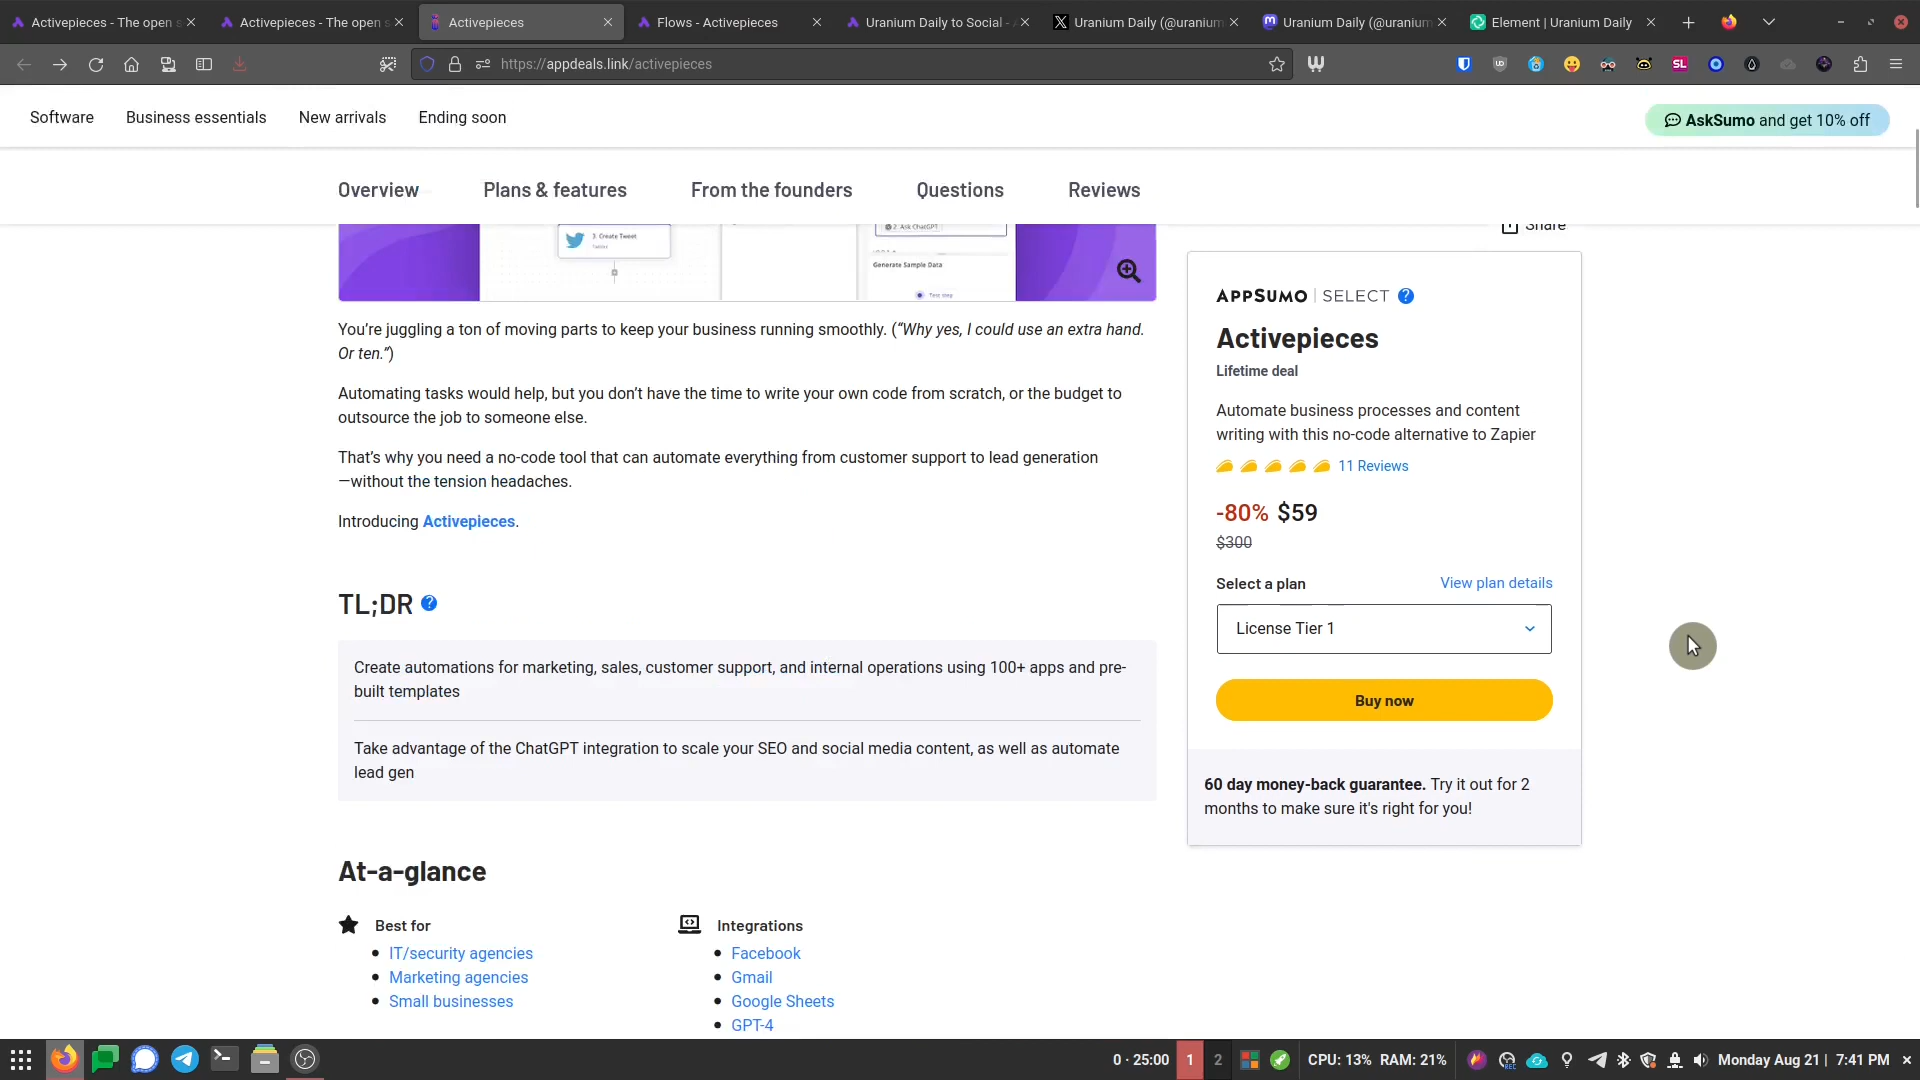 Activepieces - The open s
Activepieces - The open s
Activepieces
Flows - Activepieces
Uranium Daily to Social -
Uranium Daily (@uranium
Uranium Daily (@uranium
Element | Uranium Daily
https://appdeals.link/activepieces
Software
Business essentials
New arrivals
Ending soon
AskSumo and get 10% off
Overview
Plans & features
From the founders
Questions
Reviews
Share
3. Create Tweet
Twitter
2. Ask ChatGPT
Generate Sample Data
Test step
You're juggling a ton of moving parts to keep your business running smoothly. (“Why yes, I could use an extra hand.
Or ten.”)
Automating tasks would help, but you don’t have the time to write your own code from scratch, or the budget to
outsource the job to someone else.
That’s why you need a no-code tool that can automate everything from customer support to lead generation
—without the tension headaches.
Introducing Activepieces.
TL;DR ?
Create automations for marketing, sales, customer support, and internal operations using 100+ apps and pre-
built templates
Take advantage of the ChatGPT integration to scale your SEO and social media content, as well as automate
lead gen
At-a-glance
Best for
IT/security agencies
Marketing agencies
Small businesses
Integrations
Facebook
Gmail
Google Sheets
GPT-4
APPSUMO | SELECT ?
Activepieces
Lifetime deal
Automate business processes and content
writing with this no-code alternative to Zapier
11 Reviews
-80% $59
$300
Select a plan
View plan details
License Tier 1
Buy now
60 day money-back guarantee. Try it out for 2
months to make sure it's right for you!
0 · 25:00
1
2
CPU: 13% RAM: 21%
Monday Aug 21 | 7:41 PM